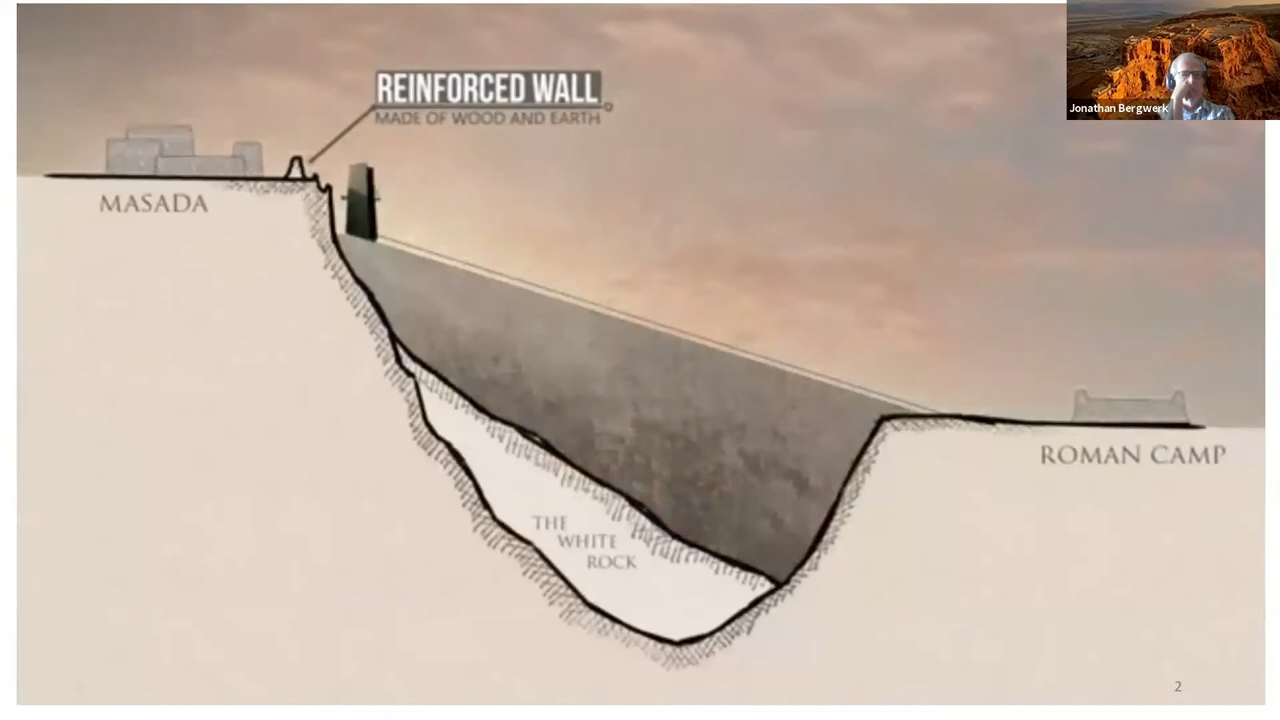 REINFORCED WALL
MADE OF WOOD AND EARTH
Jonathan Bergwerk
MASADA
ROMAN CAMP
THE
WHITE
ROCK
2